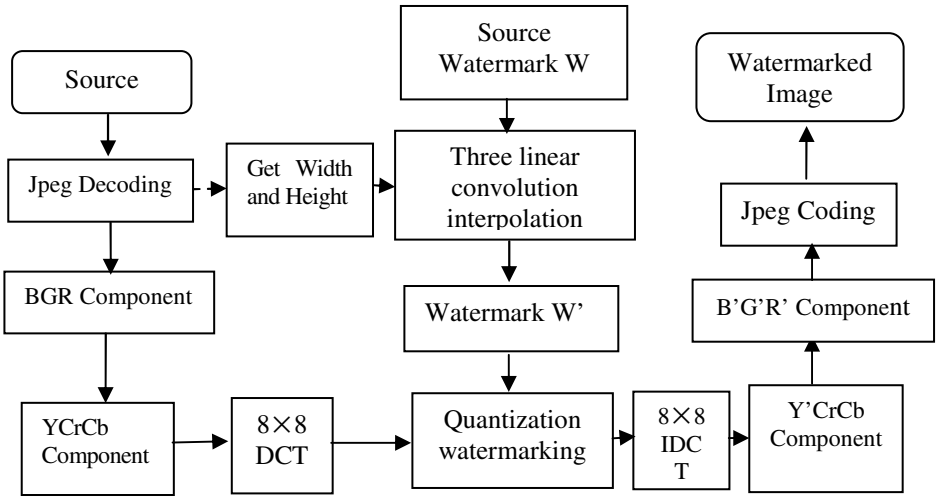 Source
Source
Watermark W
Watermarked
Image
Jpeg Decoding
Get Width
and Height
Three linear
convolution
interpolation
Jpeg Coding
BGR Component
Watermark W’
B’G’R’ Component
YCrCb
Component
8×8
DCT
Quantization
watermarking
8×8
IDC
T
Y’CrCb
Component